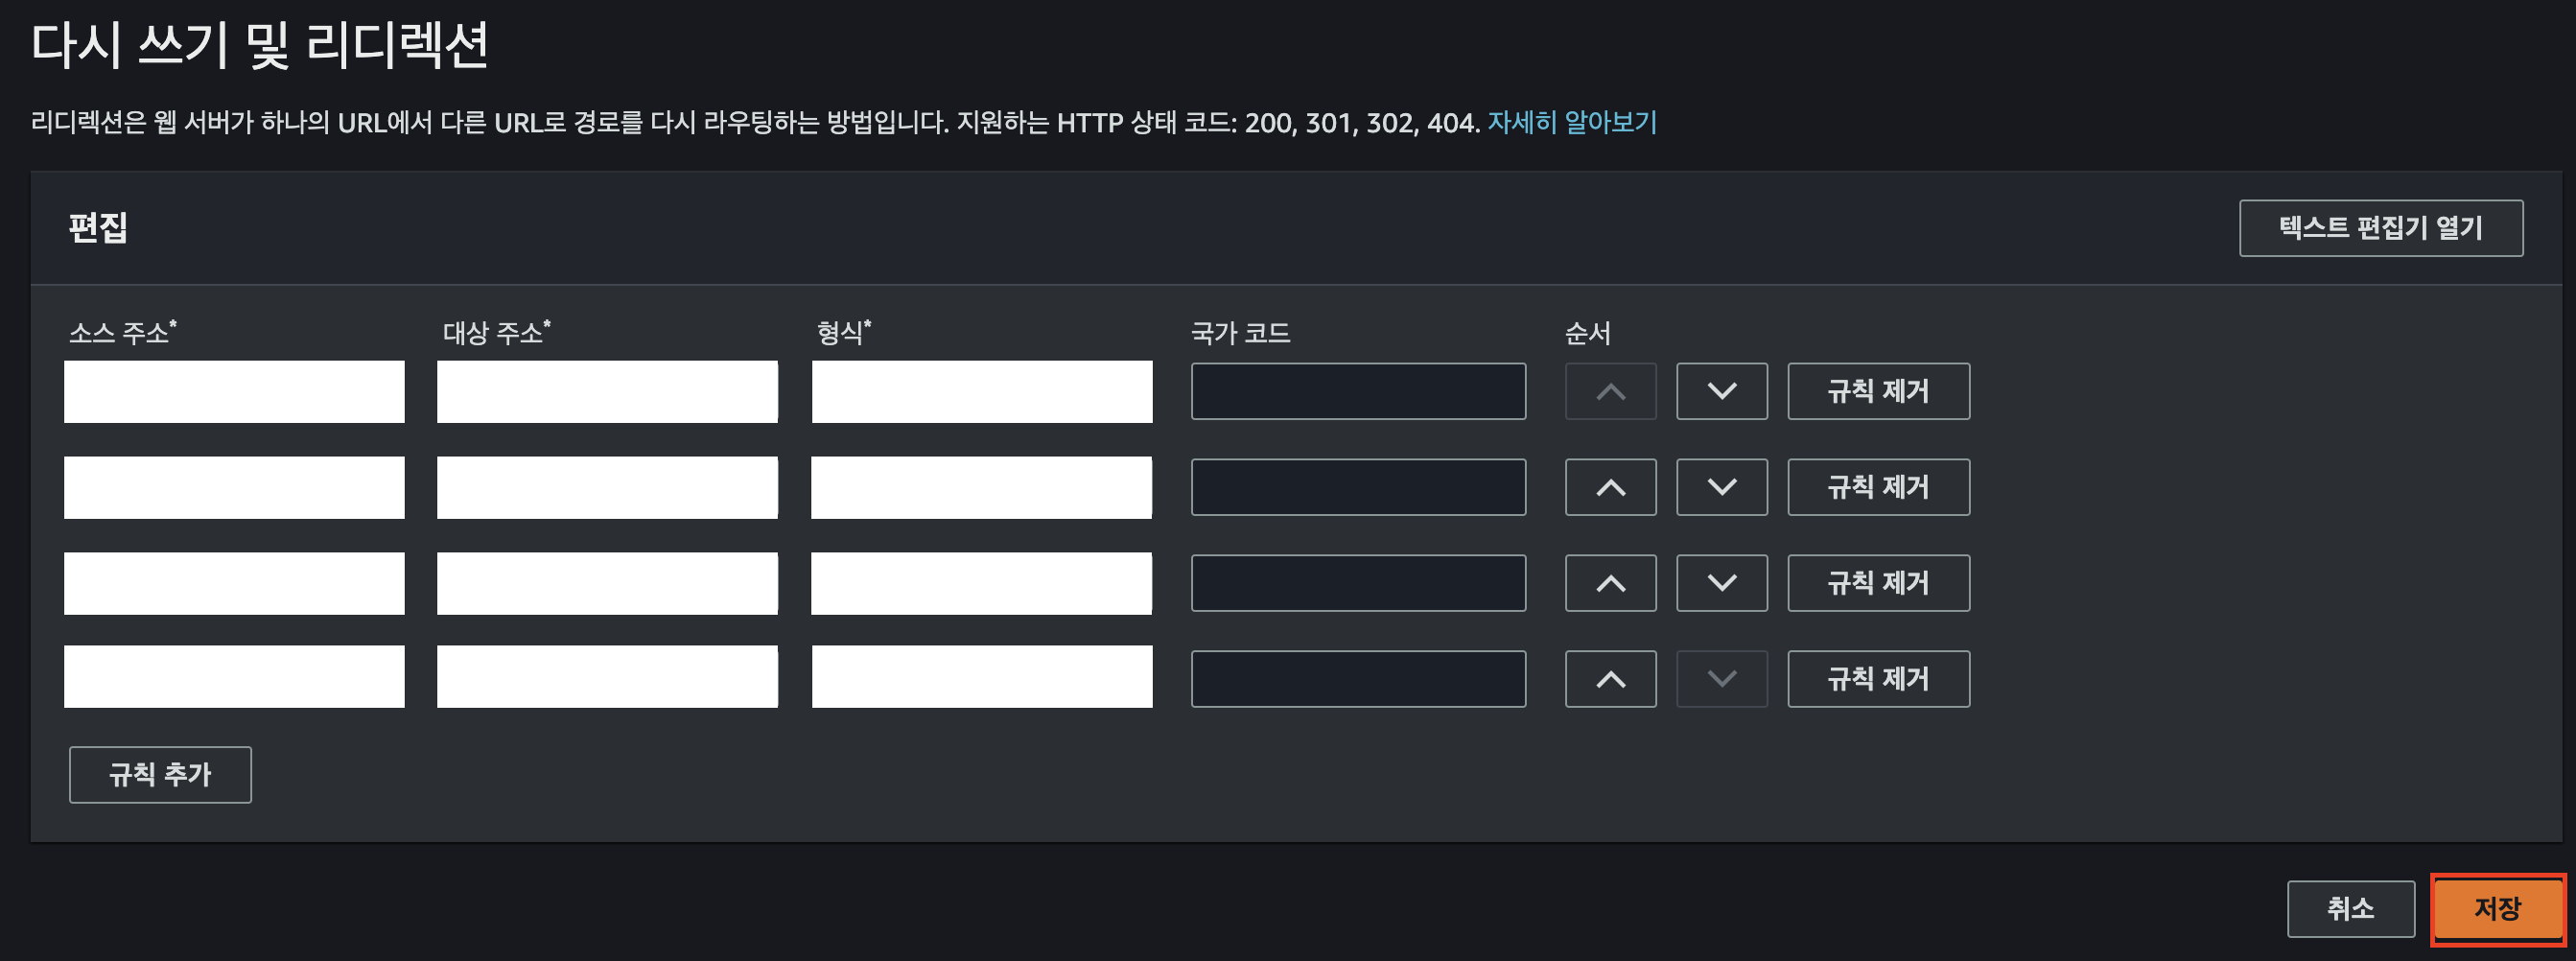 다시 쓰기 및 리디렉션
리디렉션은 웹 서버가 하나의 URL에서 다른 URL로 경로를 다시 라우팅하는 방법입니다. 지원하는 HTTP 상태 코드: 200, 301, 302, 404. 자세히 알아보기
편집
텍스트 편집기 열기
소스 주소* 대상 주소* 형식* 국가 코드 순서
규칙 제거
규칙 제거
규칙 제거
규칙 제거
규칙 추가
취소 저장